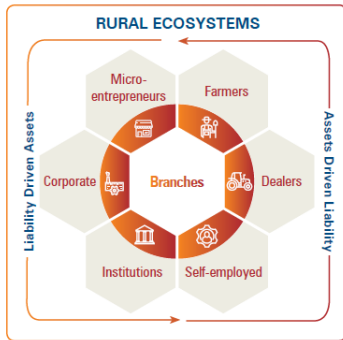 RURAL ECOSYSTEMS
Micro-
entrepreneurs
Farmers
Liability Driven Assets
Corporate
Branches
Dealers
Assets Driven Liability
Institutions
Self-employed